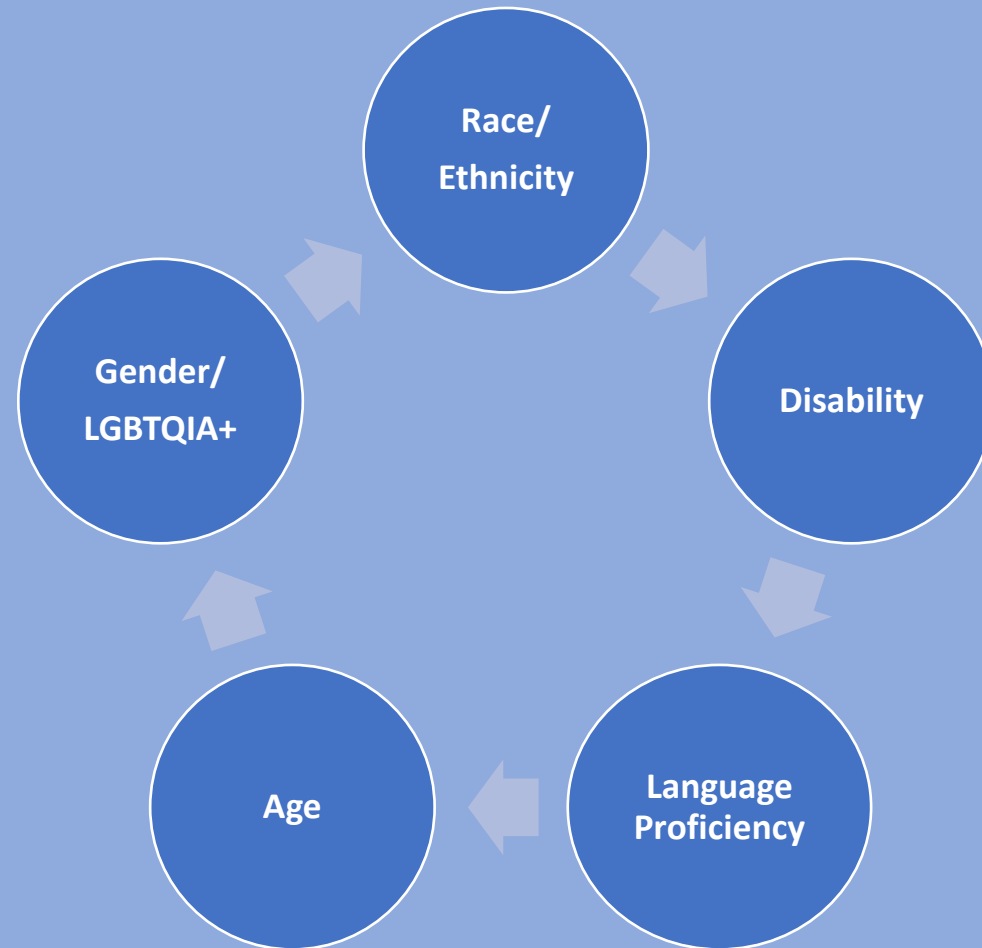 Race/
Ethnicity
Disability
Language
Proficiency
Age
Gender/
LGBTQIA+